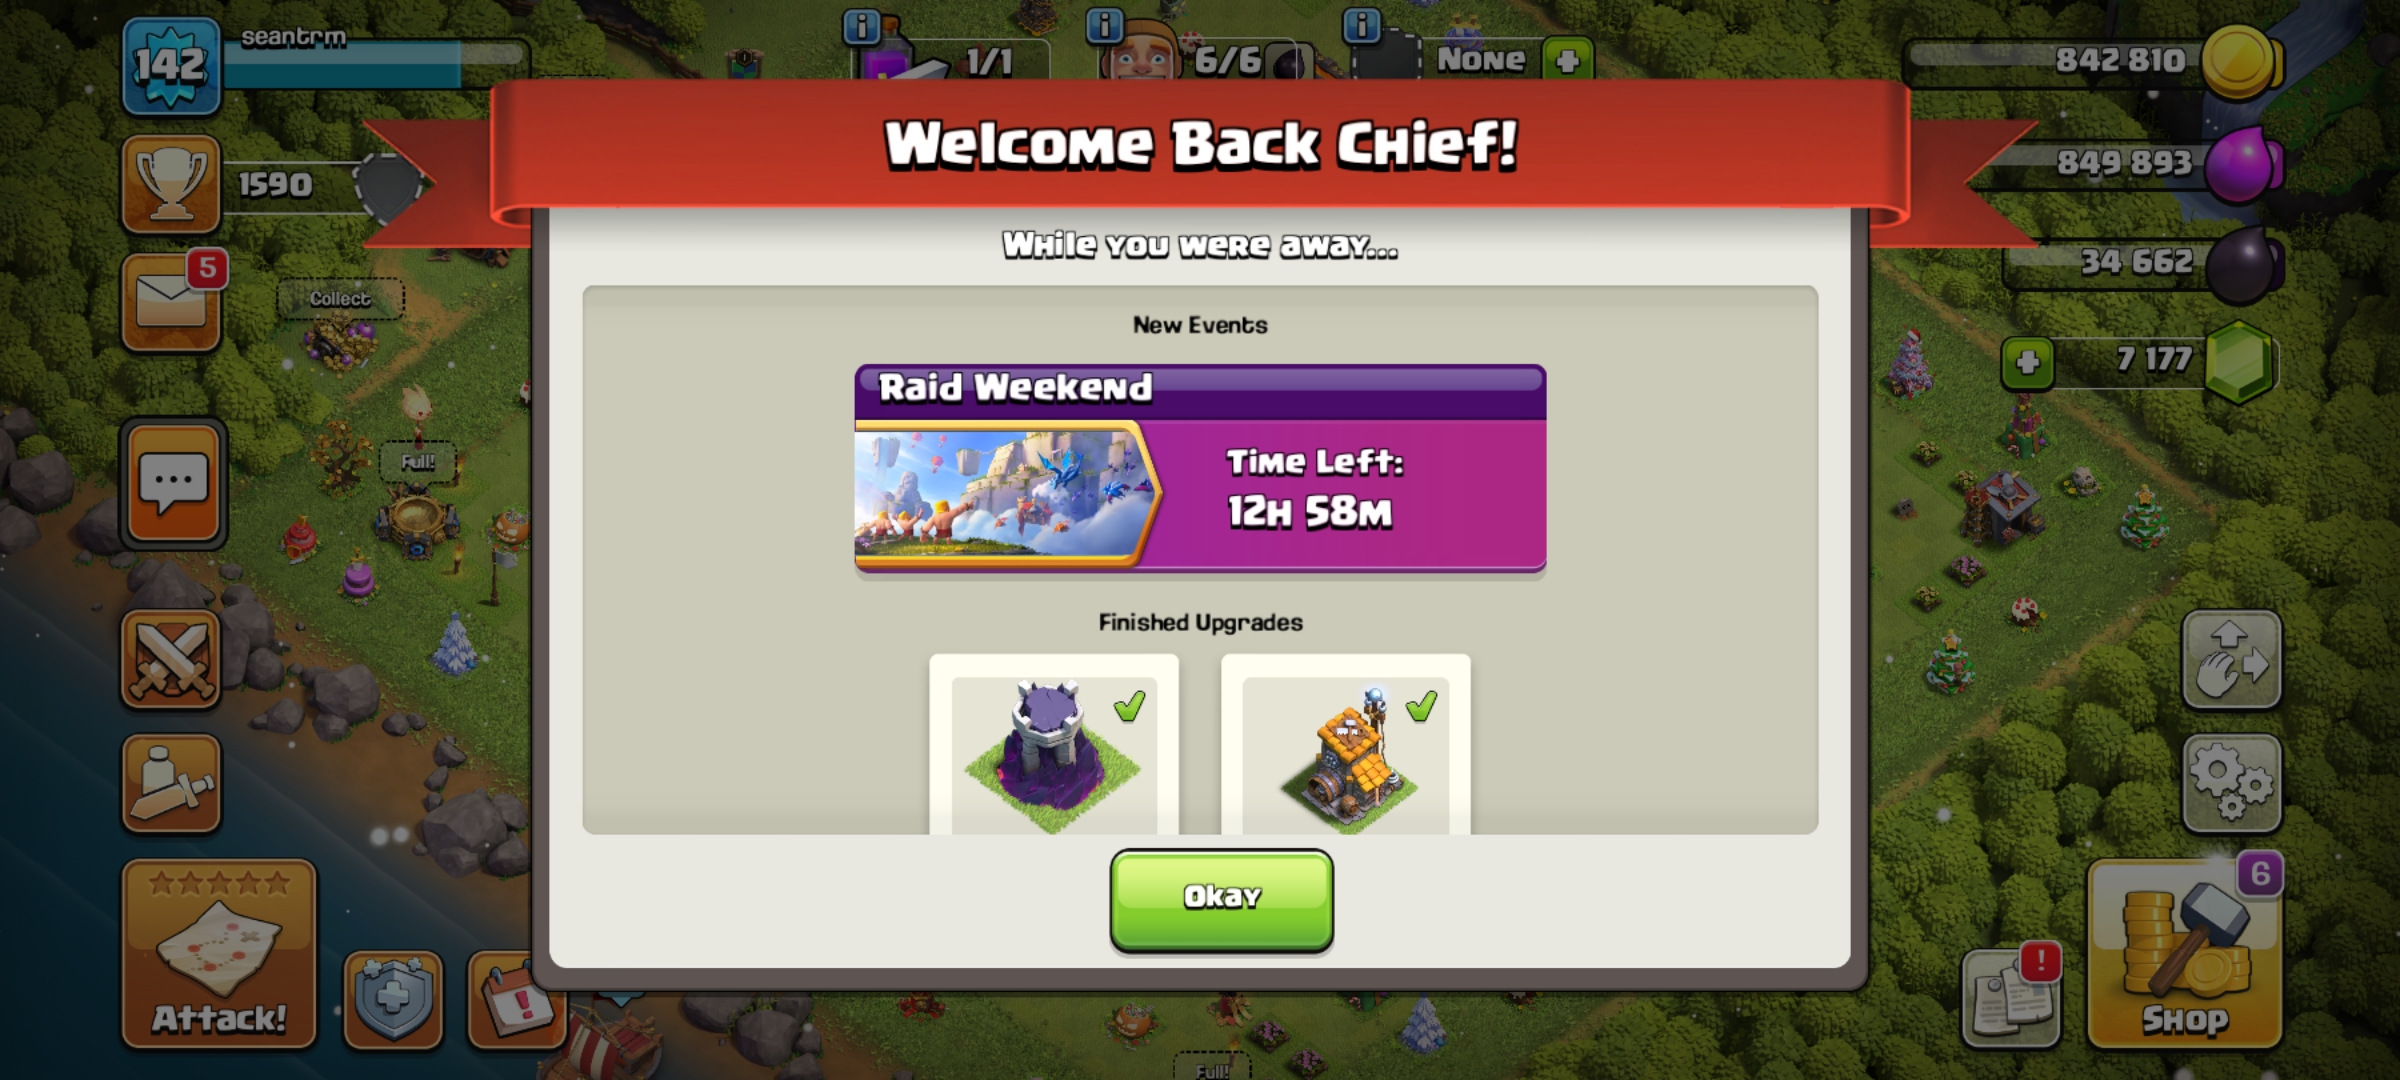 142
seantrm
1/1
6/6
None
842 810
Welcome Back Chief!
1590
849 893
While you were away...
34 662
5
Collect
New Events
7 177
Raid Weekend
Full!
Time Left:
12H 58M
Finished Upgrades
Okay
6
Attack!
!
Shop
Full!